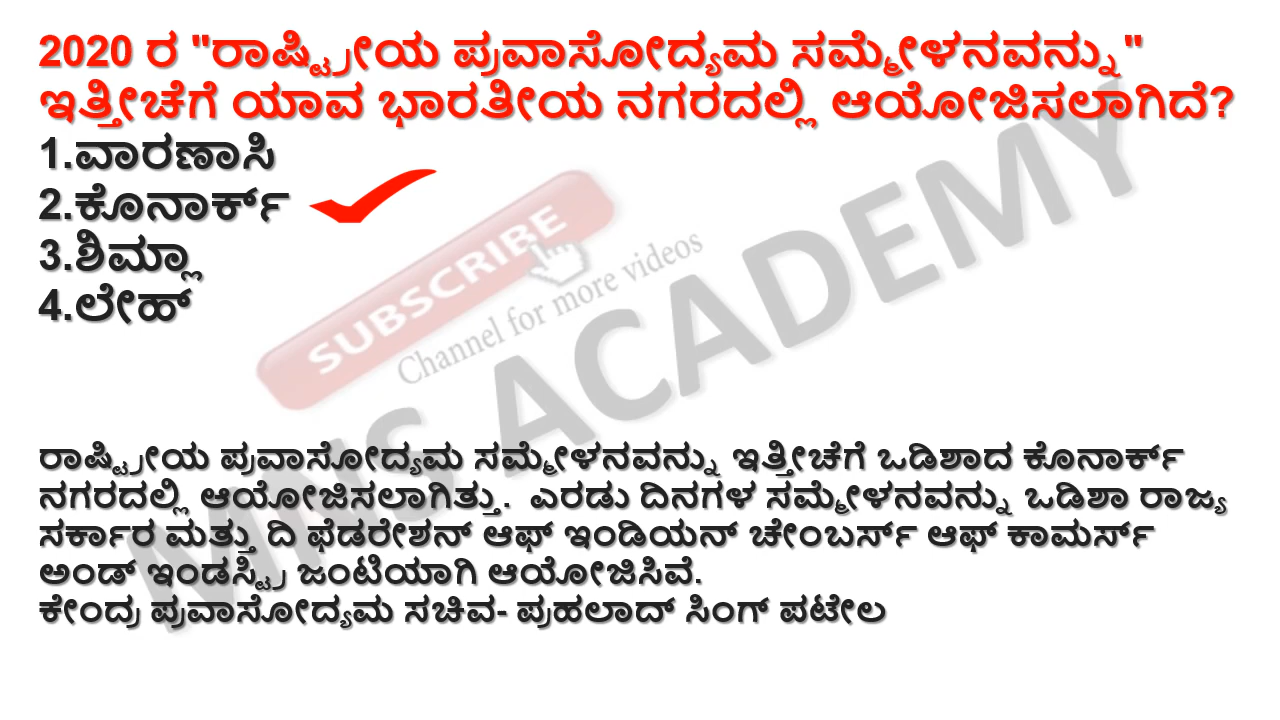 2020 ರ "ರಾಷ್ಟ್ರೀಯ ಪ್ರವಾಸೋದ್ಯಮ ಸಮ್ಮೇಳನವನ್ನು"
ಇತ್ತೀಚೆಗೆ ಯಾವ ಭಾರತೀಯ ನಗರದಲ್ಲಿ ಆಯೋಜಿಸಲಾಗಿದೆ?
1.ವಾರಣಾಸಿ
2.ಕೊನಾರ್ಕ್
3.ಶಿಮ್ಲಾ
4.ಲೇಹ್
SUBSCRIBE
Channel for more videos
MNS ACADEMY
ರಾಷ್ಟ್ರೀಯ ಪ್ರವಾಸೋದ್ಯಮ ಸಮ್ಮೇಳನವನ್ನು ಇತ್ತೀಚೆಗೆ ಒಡಿಶಾದ ಕೊನಾರ್ಕ್
ನಗರದಲ್ಲಿ ಆಯೋಜಿಸಲಾಗಿತ್ತು. ಎರಡು ದಿನಗಳ ಸಮ್ಮೇಳನವನ್ನು ಒಡಿಶಾ ರಾಜ್ಯ
ಸರ್ಕಾರ ಮತ್ತು ದಿ ಫೆಡರೇಶನ್ ಆಫ್ ಇಂಡಿಯನ್ ಚೇಂಬರ್ಸ್ ಆಫ್ ಕಾಮರ್ಸ್
ಅಂಡ್ ಇಂಡಸ್ಟ್ರಿ ಜಂಟಿಯಾಗಿ ಆಯೋಜಿಸಿವೆ.
ಕೇಂದ್ರ ಪ್ರವಾಸೋದ್ಯಮ ಸಚಿವ- ಪ್ರಹಲಾದ್ ಸಿಂಗ್ ಪಟೇಲ